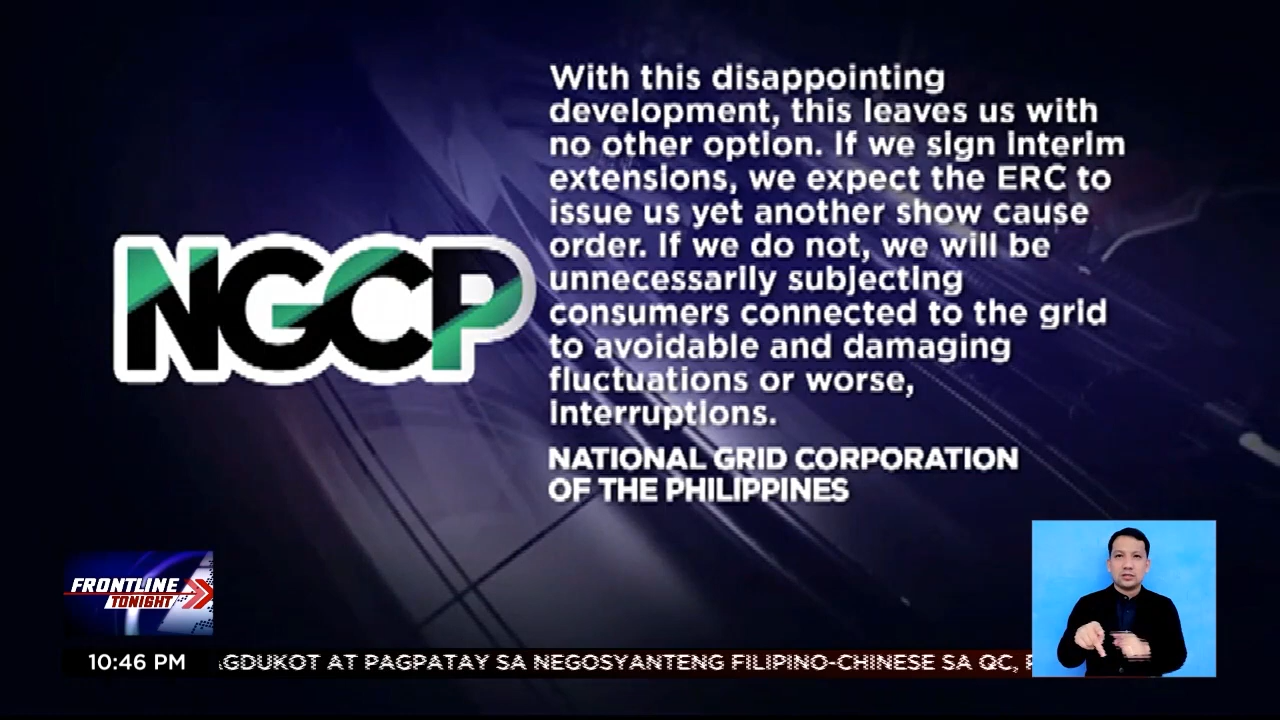 With this disappointing
development, this leaves us with
no other option. If we sign interim
extensions, we expect the ERC to
issue us yet another show cause
order. If we do not, we will be
unnecessarily subjecting
consumers connected to the grid
to avoidable and damaging
fluctuations or worse,
interruptions.
NATIONAL GRID CORPORATION
OF THE PHILIPPINES
NGCP
FRONTLINE
TONIGHT
10:46 PM
AT PAGPATAY SA NEGOSYANTENG FILIPINO-CHINESE SA QC,